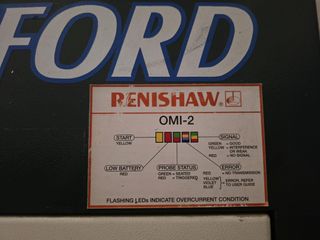 FORD
RENISHAW
OMI-2
START
YELLOW
SIGNAL
GREEN = GOOD
YELLOW = INTERFERENCE
OR WEAK
RED = NO SIGNAL
LOW BATTERY
RED
PROBE STATUS
GREEN = SEATED
RED = TRIGGERED
ERROR
RED = NO TRANSMISSION
YELLOW
VIOLET
BLUE
ERROR, REFER
TO USER GUIDE
FLASHING LEDs INDICATE OVERCURRENT CONDITION